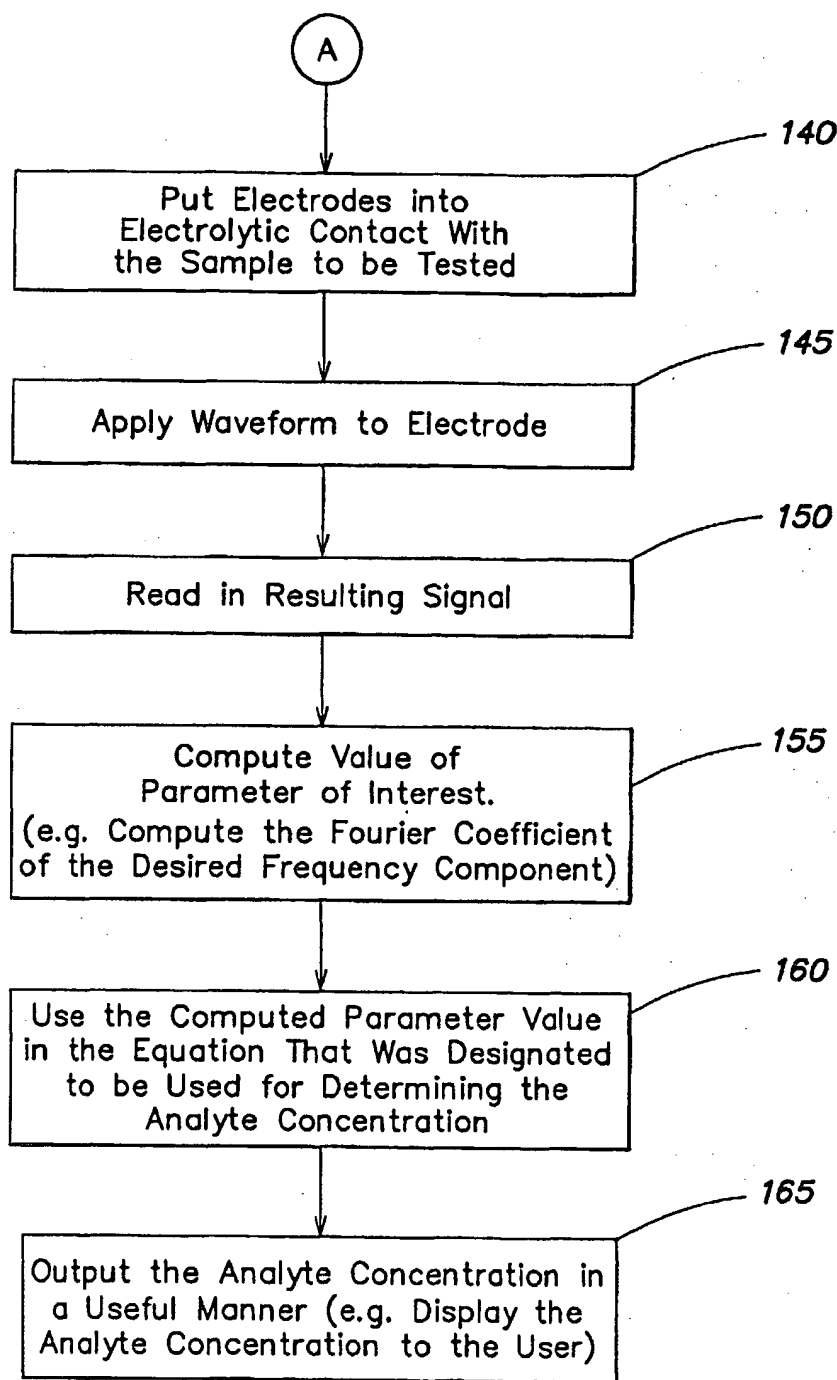 A
140
Put Electrodes into
Electrolytic Contact With
the Sample to be Tested
145
Apply Waveform to Electrode
150
Read in Resulting Signal
155
Compute Value of
Parameter of Interest.
(e.g. Compute the Fourier Coefficient
of the Desired Frequency Component)
160
Use the Computed Parameter Value
in the Equation That Was Designated
to be Used for Determining the
Analyte Concentration
165
Output the Analyte Concentration in
a Useful Manner (e.g. Display the
Analyte Concentration to the User)